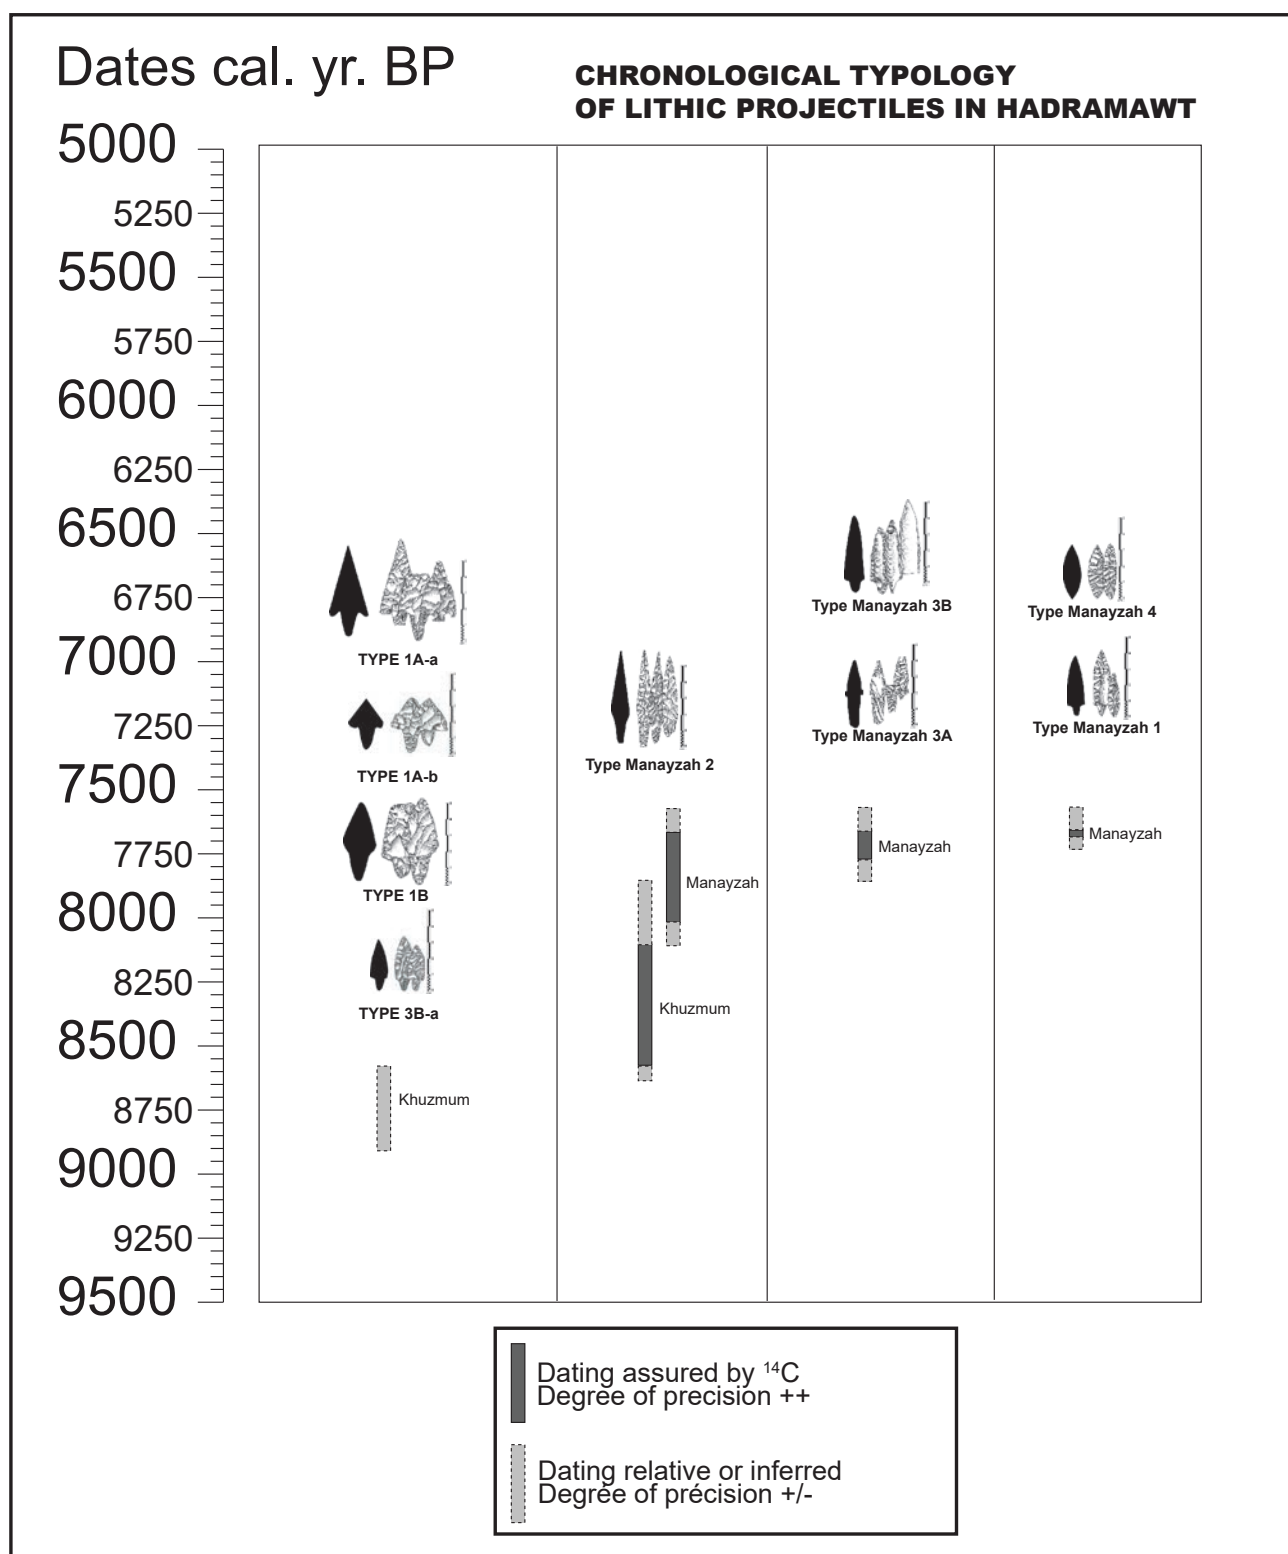 Dates cal. yr. BP
CHRONOLOGICAL TYPOLOGY
OF LITHIC PROJECTILES IN HADRAMAWT
5000
5250
5500
5750
6000
6250
6500
6750
7000
7250
7500
7750
8000
8250
8500
8750
9000
9250
9500
TYPE 1A-a
TYPE 1A-b
TYPE 1B
TYPE 3B-a
Khuzmum
Type Manayzah 2
Manayzah
Khuzmum
Type Manayzah 3B
Type Manayzah 3A
Manayzah
Type Manayzah 4
Type Manayzah 1
Manayzah
Dating assured by ¹⁴C
Degree of precision ++
Dating relative or inferred
Degrée of précision +/-